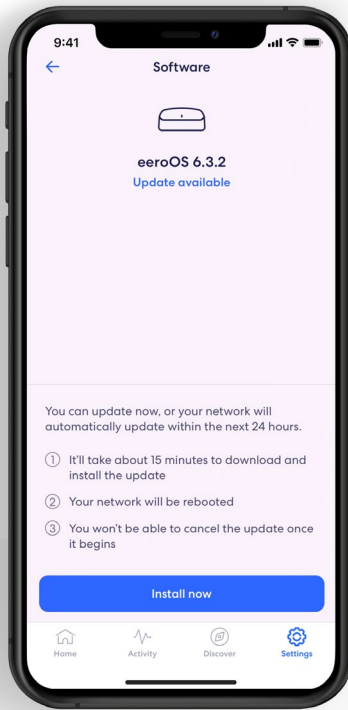 9:41
Software
eeroOS 6.3.2
Update available
You can update now, or your network will
automatically update within the next 24 hours.
1 It'll take about 15 minutes to download and
install the update
2 Your network will be rebooted
3 You won't be able to cancel the update once
it begins
Install now
Home Activity Discover Settings